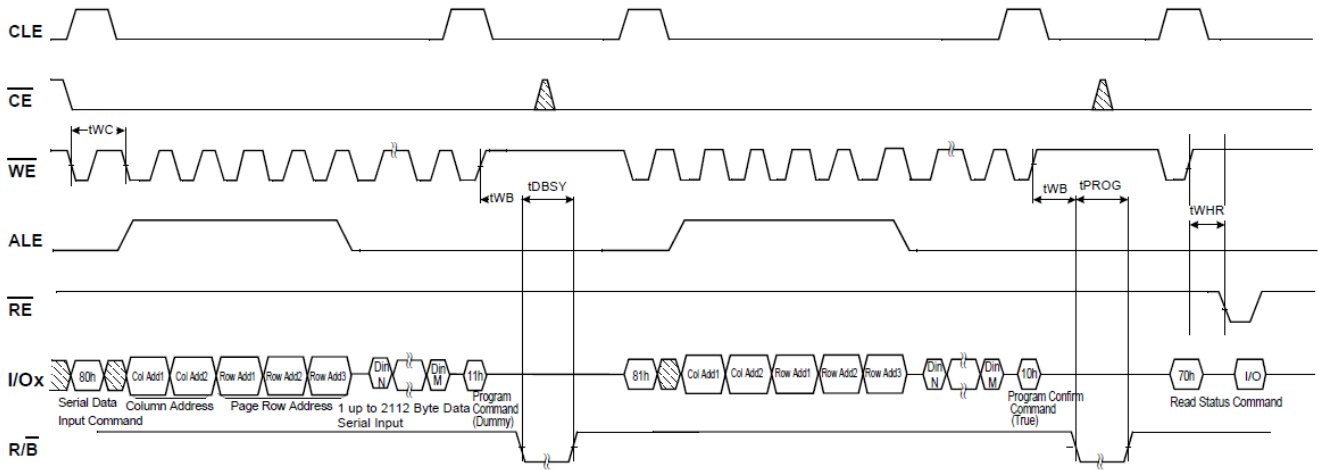 CLE
CE
tWC
WE
tWB
tDBSY
tWB
tPROG
tWHR
ALE
RE
I/Ox
80h Col Add1 Col Add2 Row Add1 Row Add2 Row Add3 Din N Din M 11h 81h Col Add1 Col Add2 Row Add1 Row Add2 Row Add3 Din N Din M 10h 70h I/O
Serial Data
Input Command
Column Address
Page Row Address
1 up to 2112 Byte Data
Serial Input
Program
Command
(Dummy)
Program Confirm
Command
(True)
Read Status Command
R/B